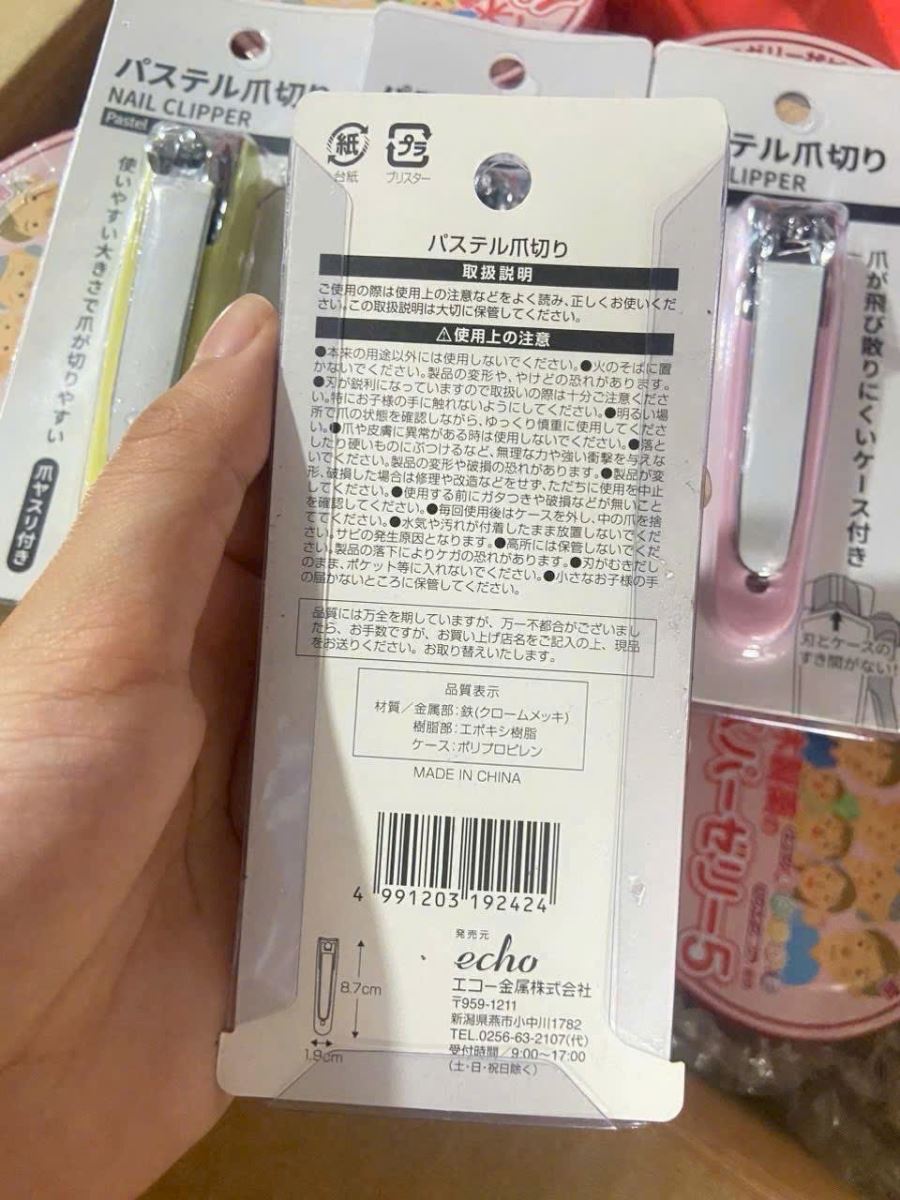 パステル爪切り
NAIL CLIPPER
Pastel
使いやすい大きさで爪が切りやすい
爪ヤスリ付き
テル爪切り
LIPPER
爪が飛び散りにくいケース付き
刃とケースの
すき間がない!
紙
プラ
台紙
ブリスター
パステル爪切り
取扱説明
ご使用の際は使用上の注意などをよく読み、正しくお使いくだ
さい。この取扱説明は大切に保管してください。
⚠使用上の注意
●本来の用途以外には使用しないでください。●火のそばに置
かないでください。製品の変形や、やけどの恐れがあります。
●刃が鋭利になっていますので取扱いの際は十分ご注意くださ
い。特にお子様の手に触れないようにしてください。●明るい場
所で爪の状態を確認しながら、ゆっくり慎重に使用してくださ
い。●爪や皮膚に異常がある時は使用しないでください。●落と
したり硬いものにぶつけるなど、無理な力や強い衝撃を与えな
いでください。製品の変形や破損の恐れがあります。●製品が変
形、破損した場合は修理や改造などをせず、ただちに使用を中止
してください。●使用する前にガタつきや破損などが無いこと
を確認してください。●毎回使用後はケースを外し、中の爪を捨
ててください。●水気や汚れが付着したまま放置しないでくだ
さい。サビの発生原因となります。●高所には保管しないでくだ
さい。製品の落下によりケガの恐れがあります。●刃がむきだし
のまま、ポケット等に入れないでください。●小さなお子様の手
の届かないところに保管してください。
品質には万全を期していますが、万一不都合がございまし
たら、お手数ですが、お買い上げ店名をご記入の上、現品
をお送りください。お取り替えいたします。
品質表示
材質／金属部：鉄(クロームメッキ)
樹脂部：エポキシ樹脂
ケース：ポリプロピレン
MADE IN CHINA
4 991203 192424
8.7cm
1.9cm
発売元
echo
エコー金属株式会社
〒959-1211
新潟県燕市小中川1782
TEL.0256-63-2107(代)
受付時間／9:00〜17:00
(土・日・祝日除く)
ンバーゼリー5